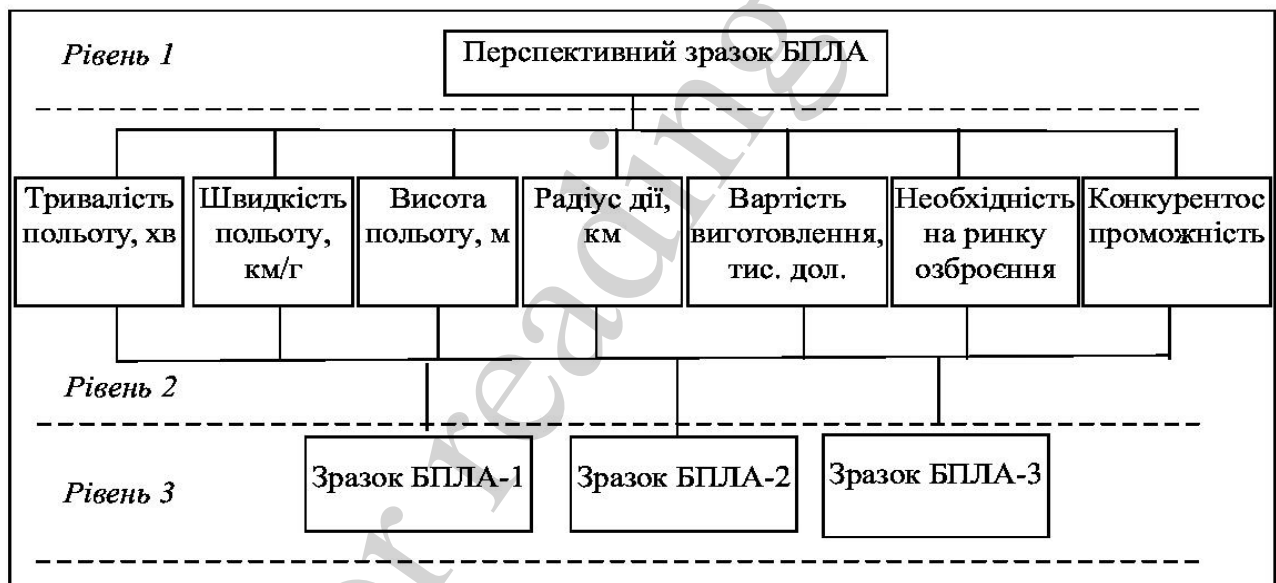 Рівень 1
Перспективний зразок БПЛА
Тривалість
польоту, хв
Швидкість
польоту,
км/г
Висота
польоту, м
Радіус дії,
км
Вартість
виготовлення,
тис. дол.
Необхідність
на ринку
озброєння
Конкурентос
проможність
Рівень 2
Рівень 3
Зразок БПЛА-1
Зразок БПЛА-2
Зразок БПЛА-3
r reading